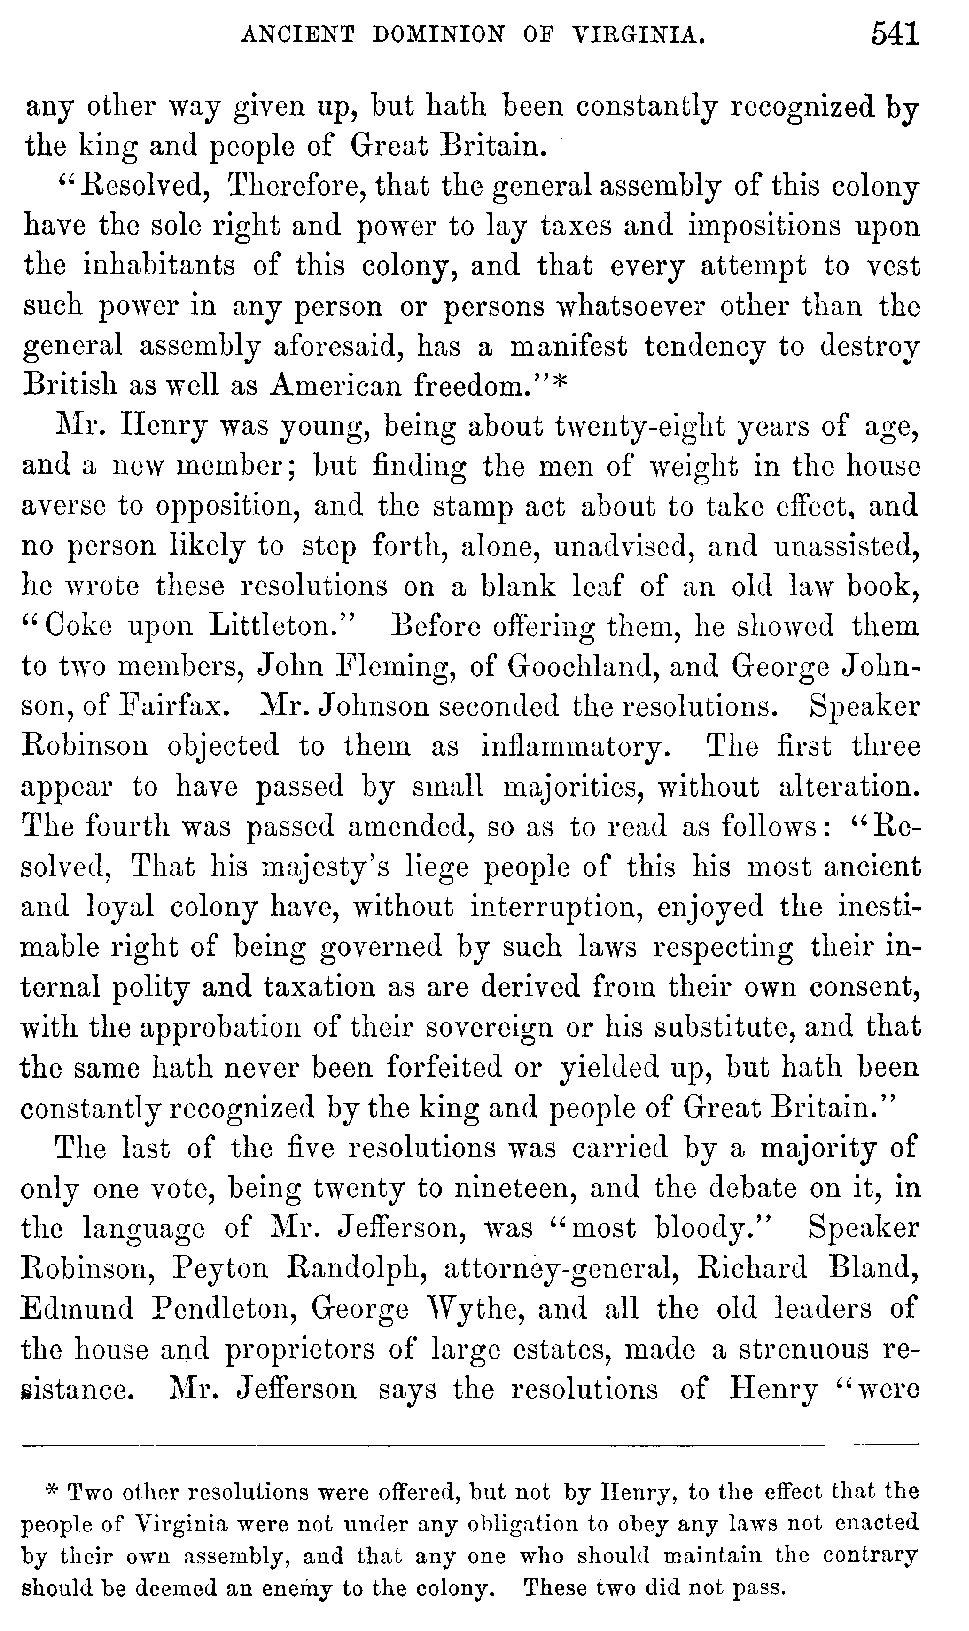 ANCIENT DOMINION OF VIRGINIA. 541
any other way given up, but hath been constantly recognized by
the king and people of Great Britain.
"Resolved, Therefore, that the general assembly of this colony
have the sole right and power to lay taxes and impositions upon
the inhabitants of this colony, and that every attempt to vest
such power in any person or persons whatsoever other than the
general assembly aforesaid, has a manifest tendency to destroy
British as well as American freedom."*
Mr. Henry was young, being about twenty-eight years of age,
and a new member; but finding the men of weight in the house
averse to opposition, and the stamp act about to take effect, and
no person likely to step forth, alone, unadvised, and unassisted,
he wrote these resolutions on a blank leaf of an old law book,
"Coke upon Littleton." Before offering them, he showed them
to two members, John Fleming, of Goochland, and George John-
son, of Fairfax. Mr. Johnson seconded the resolutions. Speaker
Robinson objected to them as inflammatory. The first three
appear to have passed by small majorities, without alteration.
The fourth was passed amended, so as to read as follows: "Re-
solved, That his majesty's liege people of this his most ancient
and loyal colony have, without interruption, enjoyed the inesti-
mable right of being governed by such laws respecting their in-
ternal polity and taxation as are derived from their own consent,
with the approbation of their sovereign or his substitute, and that
the same hath never been forfeited or yielded up, but hath been
constantly recognized by the king and people of Great Britain."
The last of the five resolutions was carried by a majority of
only one vote, being twenty to nineteen, and the debate on it, in
the language of Mr. Jefferson, was "most bloody." Speaker
Robinson, Peyton Randolph, attorney-general, Richard Bland,
Edmund Pendleton, George Wythe, and all the old leaders of
the house and proprietors of large estates, made a strenuous re-
sistance. Mr. Jefferson says the resolutions of Henry "were
* Two other resolutions were offered, but not by Henry, to the effect that the
people of Virginia were not under any obligation to obey any laws not enacted
by their own assembly, and that any one who should maintain the contrary
should be deemed an enemy to the colony. These two did not pass.